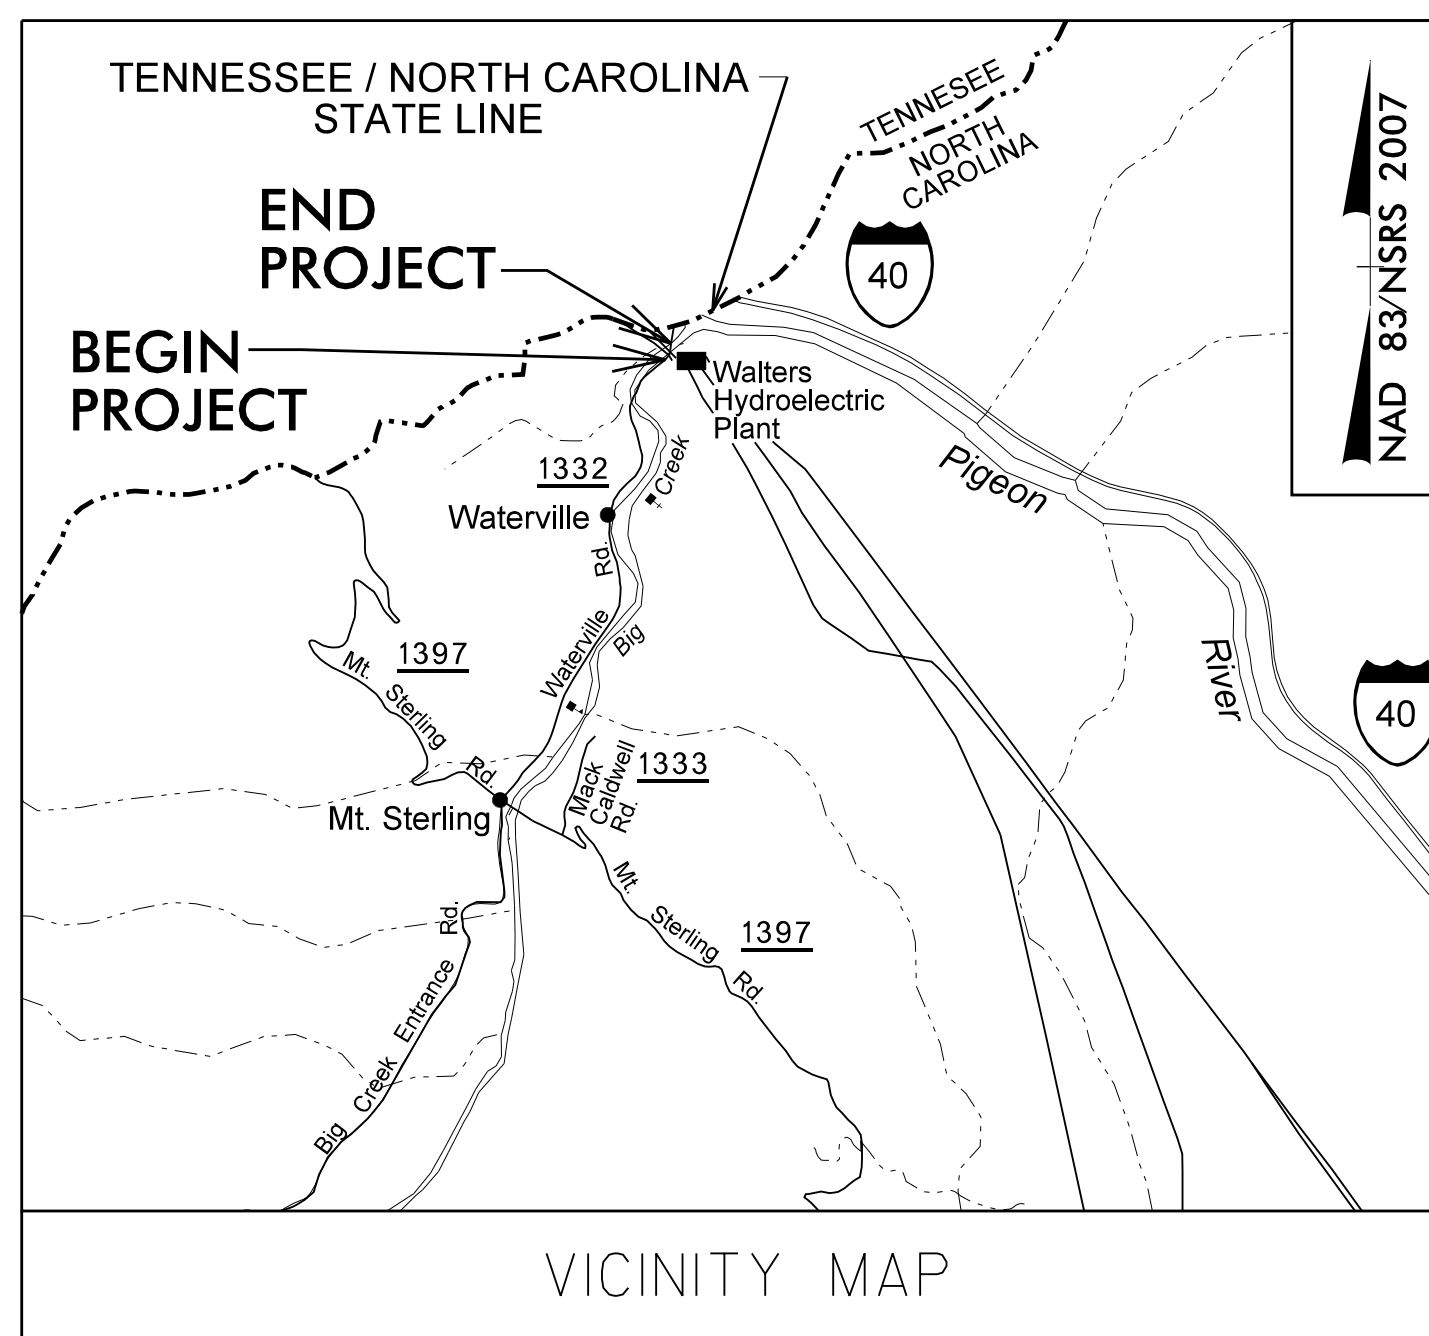 TENNESSEE / NORTH CAROLINA
STATE LINE
TENNESEE
NORTH
CAROLINA
NAD 83/NSRS 2007
END
PROJECT
40
BEGIN
PROJECT
Walters
Hydroelectric
Plant
Pigeon
River
1332
Creek
Waterville
Rd.
Waterville
Big
1397
Mt. Sterling Rd.
40
1333
Mack
Caldwell
Rd.
Mt. Sterling
Mt. Sterling Rd.
1397
Big Creek Entrance Rd.
VICINITY MAP